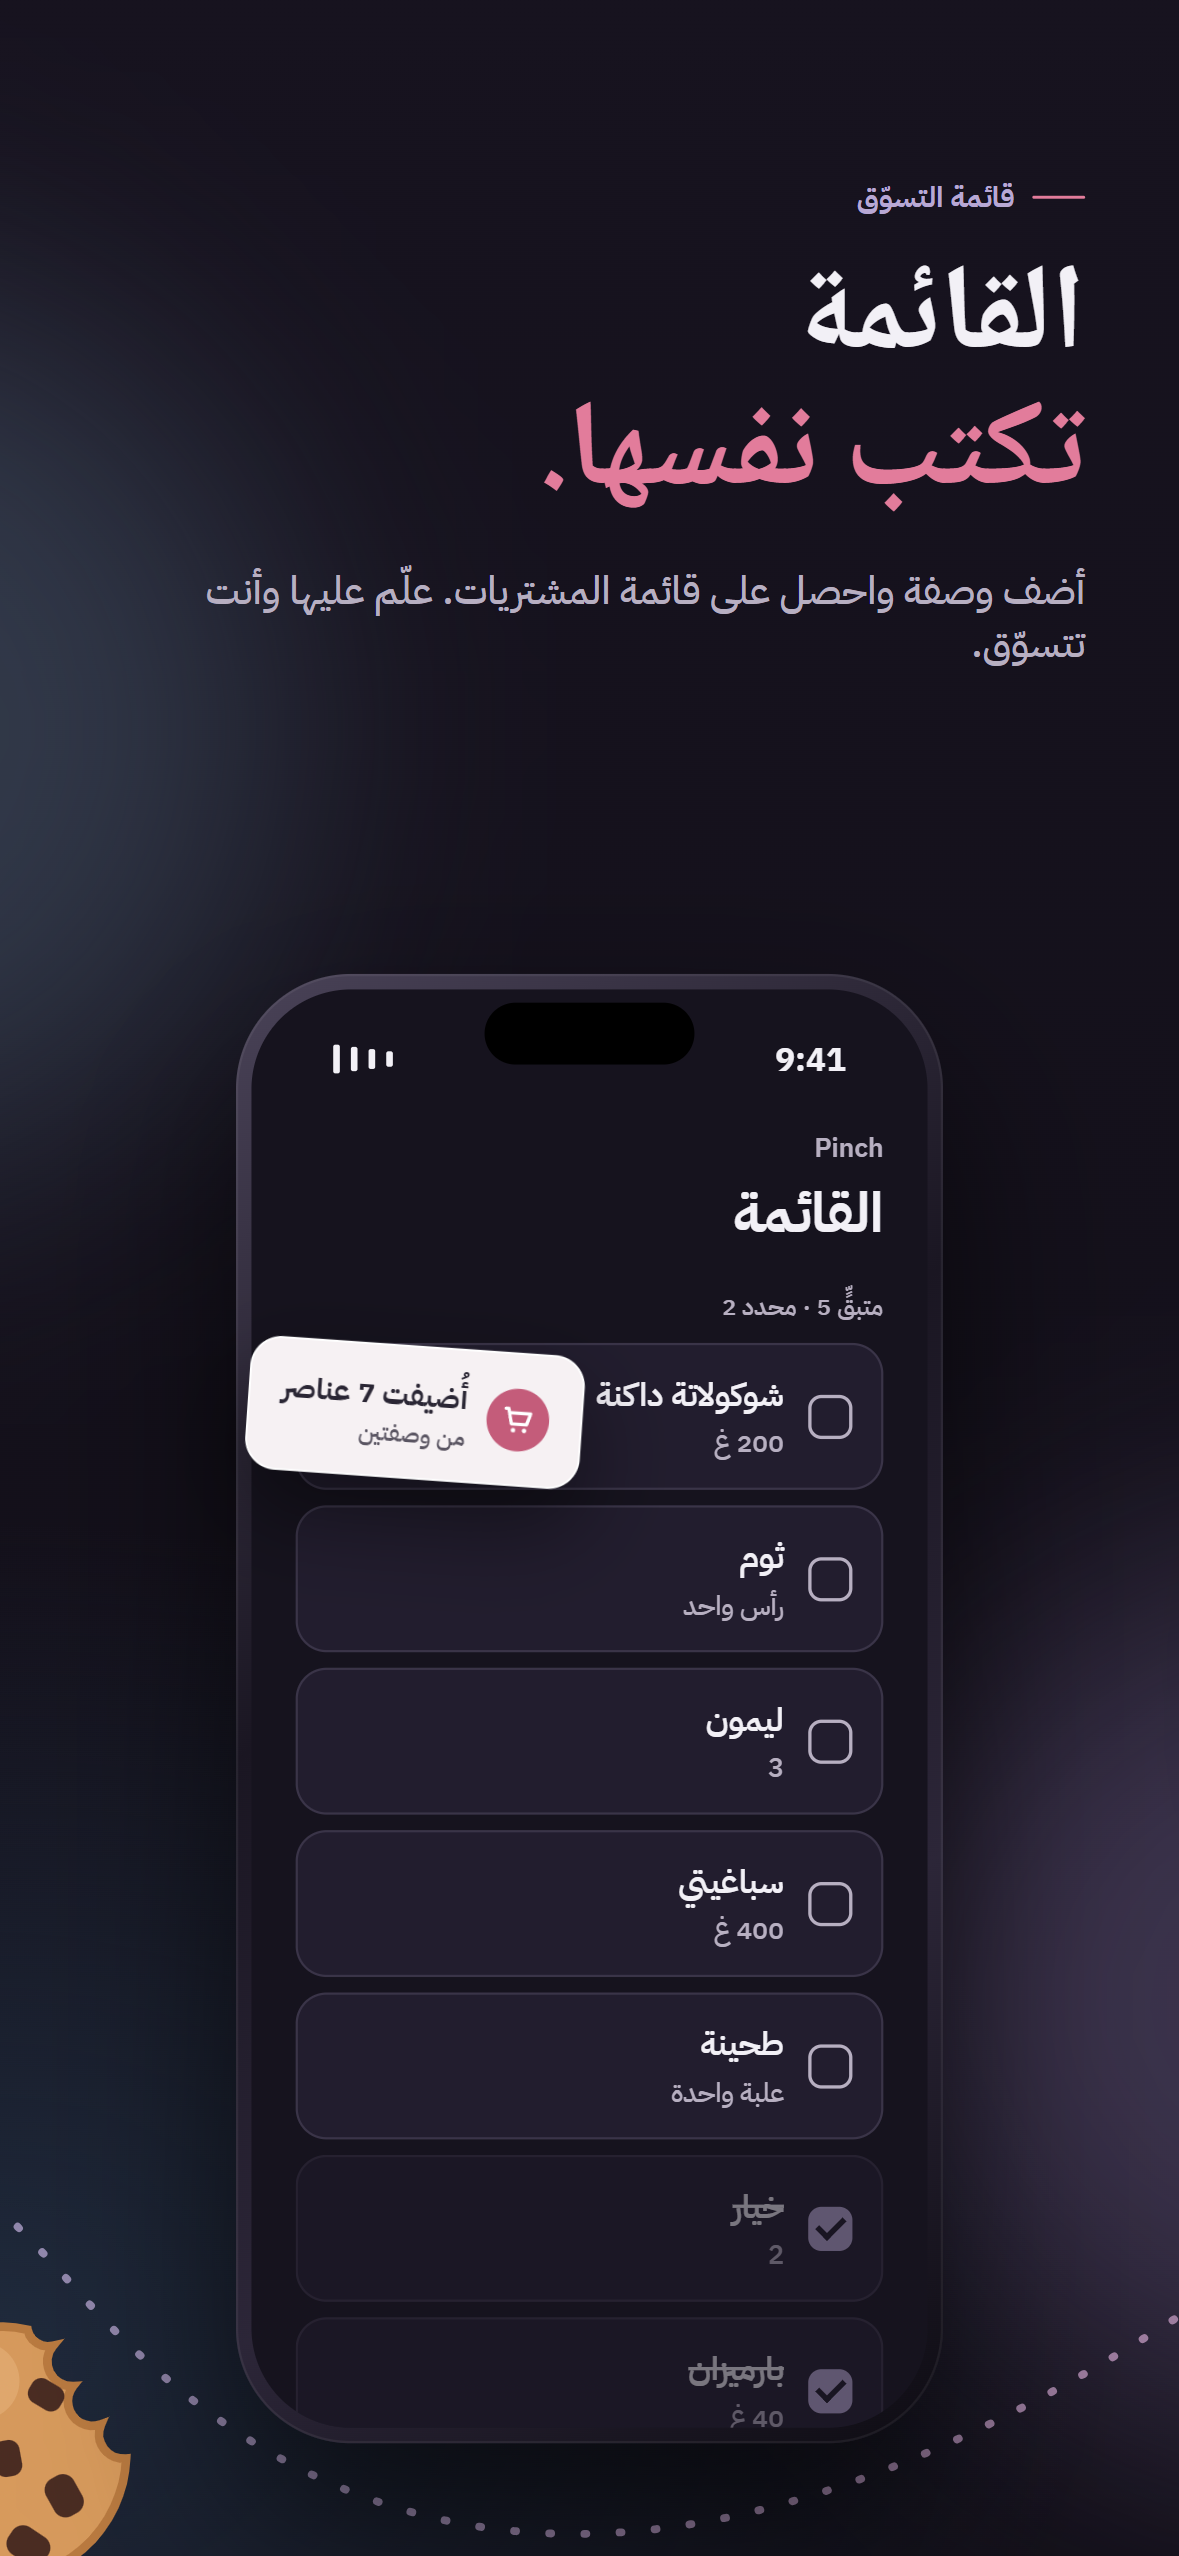 قائمة التسوّق
القائمة
تكتب نفسها.
أضف وصفة واحصل على قائمة المشتريات. علّم عليها وأنت
تتسوّق.
9:41
Pinch
القائمة
متبقٍّ 5 · محدد 2
أُضيفت 7 عناصر
من وصفتين
شوكولاتة داكنة
200 غ
ثوم
رأس واحد
ليمون
3
سباغيتي
400 غ
طحينة
علبة واحدة
خيار
2
بارميزان
40 غ